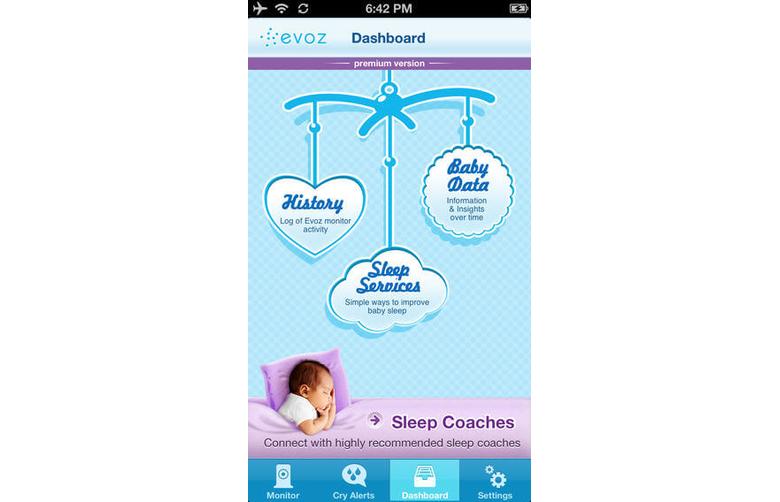 6:42 PM
evoz Dashboard
premium version
History
Log of Evoz monitor
activity
Baby
Data
Information
& Insights
over time
Sleep
Services
Simple ways to improve
baby sleep
Sleep Coaches
Connect with highly recommended sleep coaches
Monitor Cry Alerts Dashboard Settings